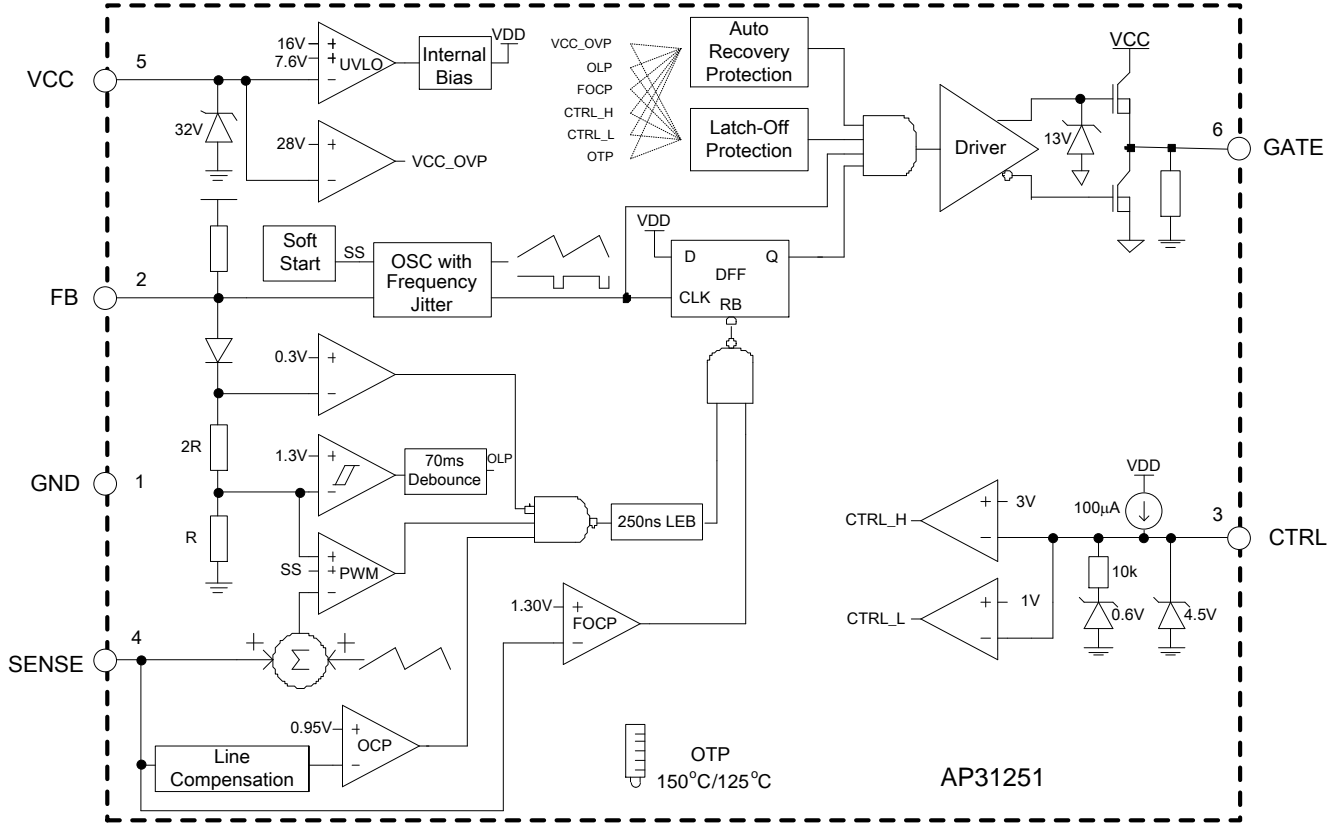 VCC
5
16V
7.6V
UVLO
Internal
Bias
VDD
32V
28V
VCC_OVP
VCC_OVP
OLP
FOCP
CTRL_H
CTRL_L
OTP
Auto
Recovery
Protection
Latch-Off
Protection
Driver
VCC
13V
6
GATE
FB
2
Soft
Start
SS
OSC with
Frequency
Jitter
VDD
D
Q
DFF
CLK
RB
0.3V
2R
1.3V
70ms
Debounce
OLP
GND
1
R
SS
PWM
250ns LEB
1.30V
FOCP
SENSE
4
Σ
0.95V
OCP
Line
Compensation
CTRL_H
3V
VDD
100μA
3
CTRL
CTRL_L
1V
10k
0.6V
4.5V
OTP
150°C/125°C
AP31251